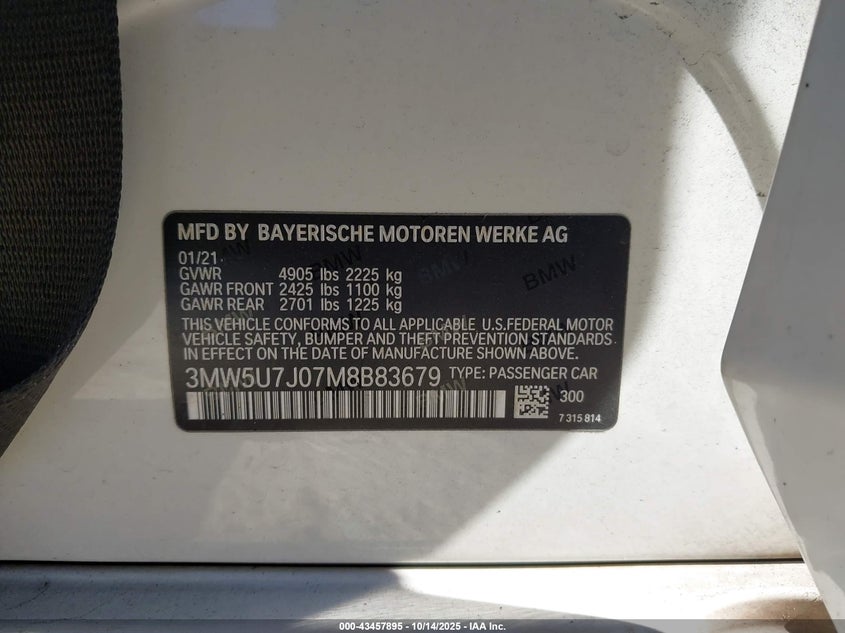 MFD BY BAYERISCHE MOTOREN WERKE AG
01/21
GVWR 4905 lbs 2225 kg
GAWR FRONT 2425 lbs 1100 kg
GAWR REAR 2701 lbs 1225 kg
THIS VEHICLE CONFORMS TO ALL APPLICABLE U.S.FEDERAL MOTOR
VEHICLE SAFETY, BUMPER AND THEFT PREVENTION STANDARDS
IN EFFECT ON THE DATE OF MANUFACTURE SHOWN ABOVE.
3MW5U7J07M8B83679 TYPE: PASSENGER CAR
300
7 315 814
BMW
000-43457895 - 10/14/2025 - IAA Inc.